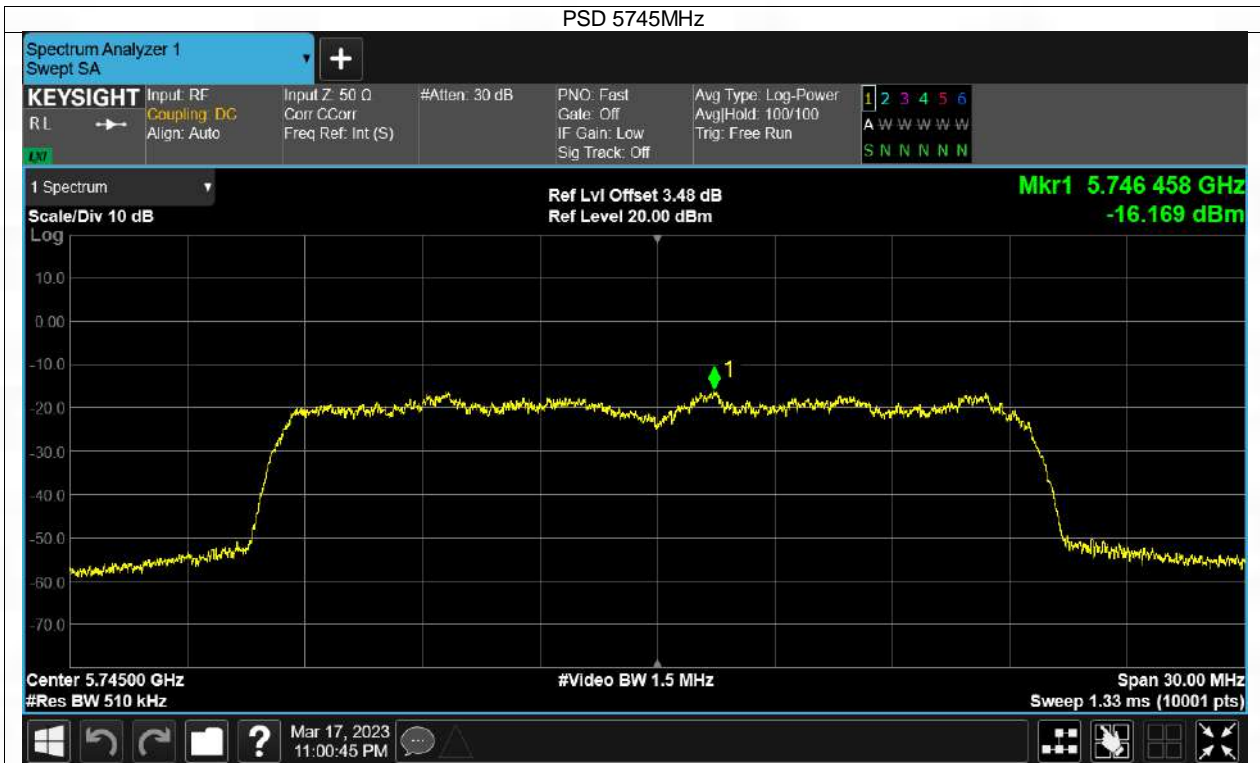 PSD 5745MHz
Spectrum Analyzer 1
Swept SA
KEYSIGHT
RL
LXI
Input: RF
Coupling: DC
Align: Auto
Input Z: 50 Ω
Corr CCorr
Freq Ref: Int (S)
#Atten: 30 dB
PNO: Fast
Gate: Off
IF Gain: Low
Sig Track: Off
Avg Type: Log-Power
Avg|Hold: 100/100
Trig: Free Run
1 2 3 4 5 6
A W W W W W
S N N N N N
1 Spectrum
Scale/Div 10 dB
Log
Ref Lvl Offset 3.48 dB
Ref Level 20.00 dBm
Mkr1 5.746 458 GHz
-16.169 dBm
10.0
0.00
-10.0
1
-20.0
-30.0
-40.0
-50.0
-60.0
-70.0
Center 5.74500 GHz
#Video BW 1.5 MHz
Span 30.00 MHz
#Res BW 510 kHz
Sweep 1.33 ms (10001 pts)
?
Mar 17, 2023
11:00:45 PM